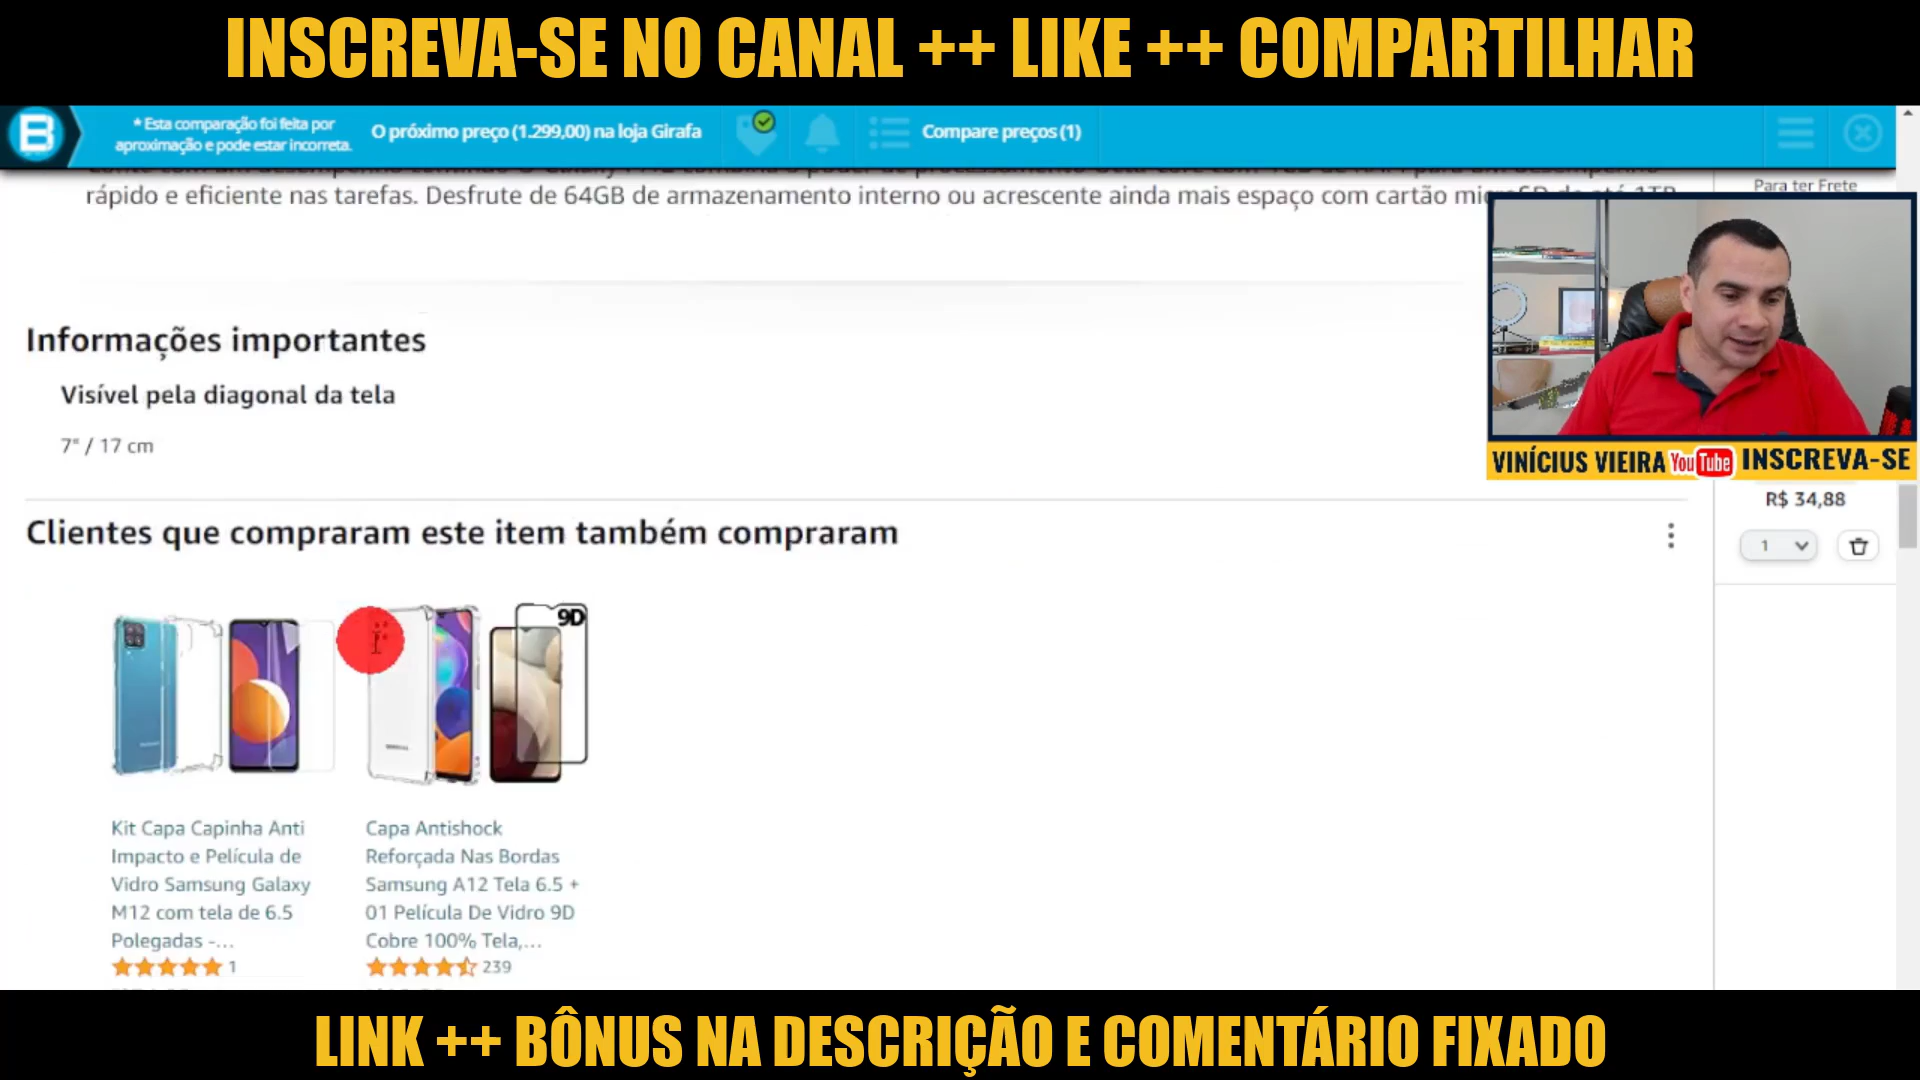 INSCREVA-SE NO CANAL ++ LIKE ++ COMPARTILHAR
B
* Esta comparação foi feita por
aproximação e pode estar incorreta.
O próximo preço (1.299,00) na loja Girafa
Compare preços (1)
rápido e eficiente nas tarefas. Desfrute de 64GB de armazenamento interno ou acrescente ainda mais espaço com cartão
Para ter Frete
Informações importantes
Visível pela diagonal da tela
7" / 17 cm
VINÍCIUS VIEIRA YouTube INSCREVA-SE
R$ 34,88
1
Clientes que compraram este item também compraram
9D
Kit Capa Capinha Anti
Impacto e Película de
Vidro Samsung Galaxy
M12 com tela de 6.5
Polegadas -...
1
Capa Antishock
Reforçada Nas Bordas
Samsung A12 Tela 6.5 +
01 Película De Vidro 9D
Cobre 100% Tela,...
239
LINK ++ BÔNUS NA DESCRIÇÃO E COMENTÁRIO FIXADO